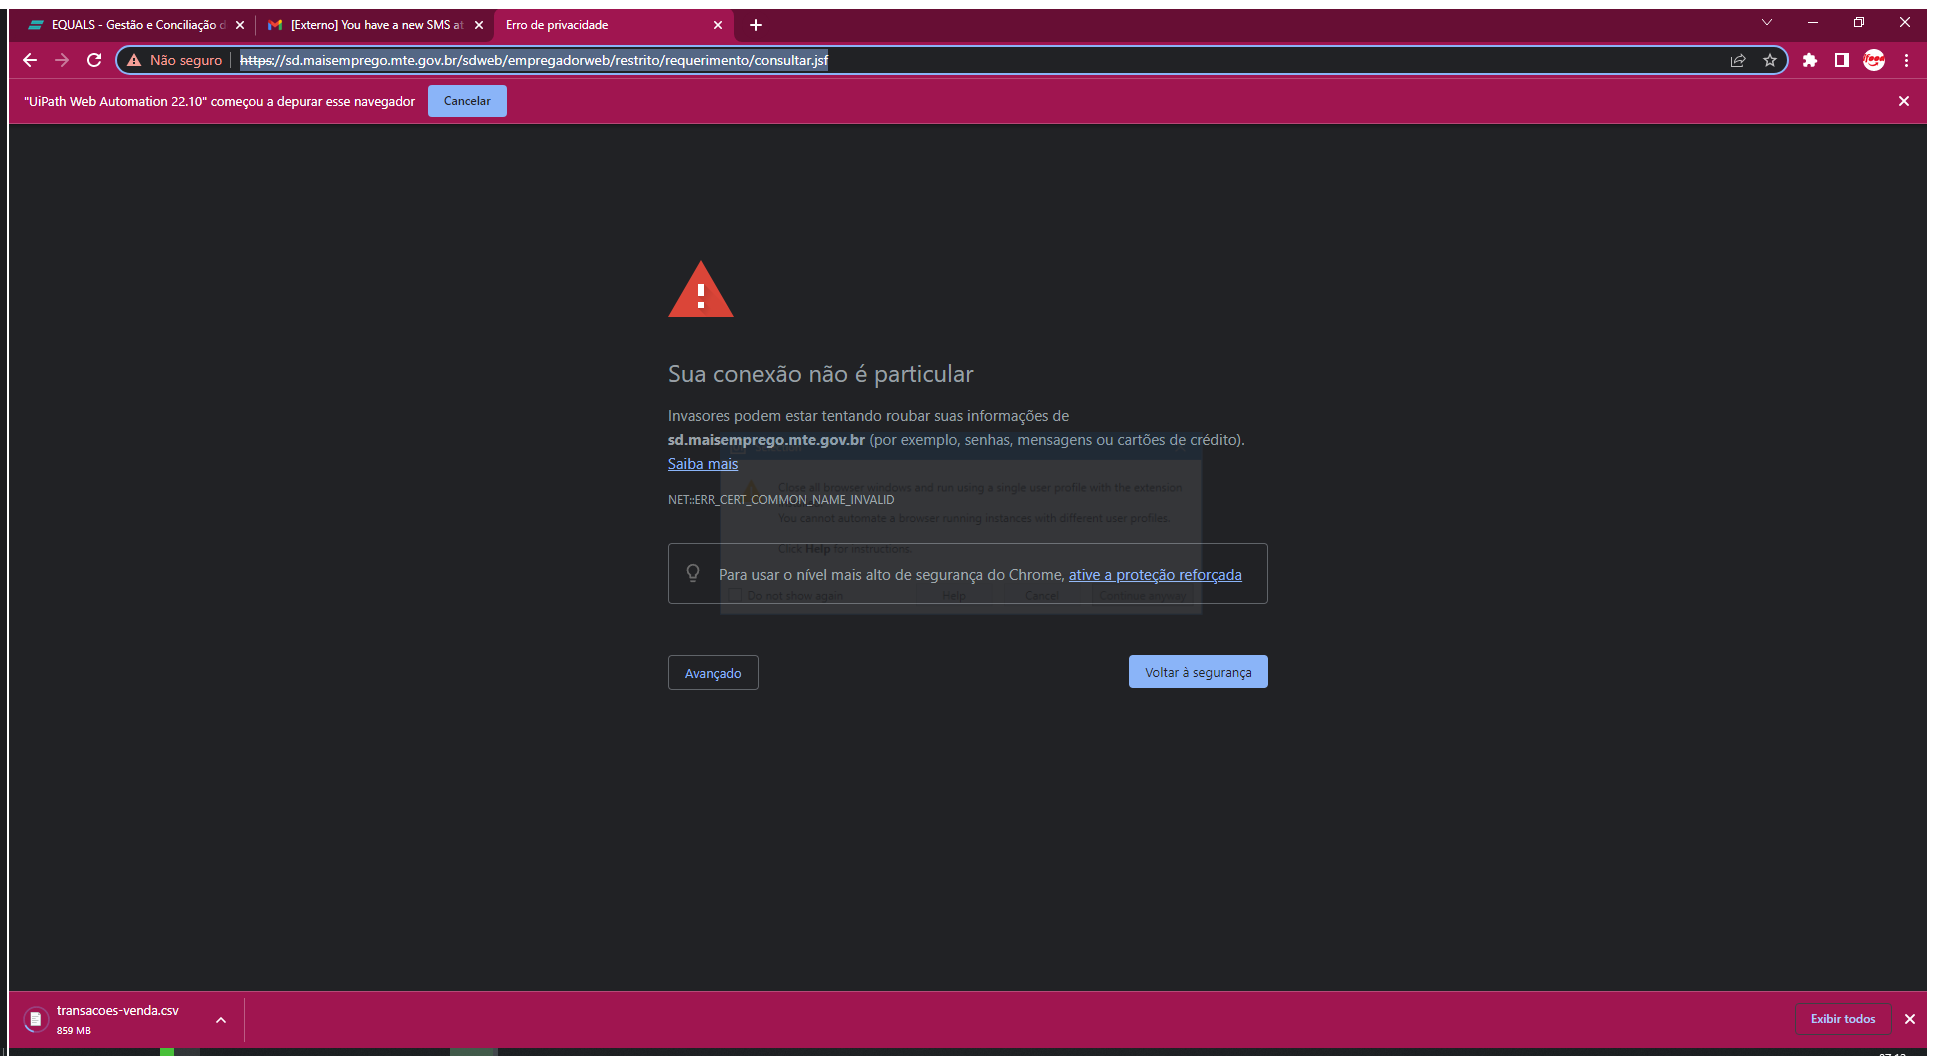 EQUALS - Gestão e Conciliação d
[Externo] You have a new SMS at
Erro de privacidade
Não seguro
https://sd.maisemprego.mte.gov.br/sdweb/empregadorweb/restrito/requerimento/consultar.jsf
"UiPath Web Automation 22.10" começou a depurar esse navegador
Cancelar
Sua conexão não é particular
Invasores podem estar tentando roubar suas informações de
sd.maisemprego.mte.gov.br (por exemplo, senhas, mensagens ou cartões de crédito).
Saiba mais
Close all browser windows and run using a single user profile with the extension
NET::ERR_CERT_COMMON_NAME_INVALID
You cannot automate a browser running instances with different user profiles.
Click Help for instructions.
Para usar o nível mais alto de segurança do Chrome, ative a proteção reforçada
Do not show again
Help
Cancel
Continue anyway
Avançado
Voltar à segurança
transacoes-venda.csv
859 MB
Exibir todos